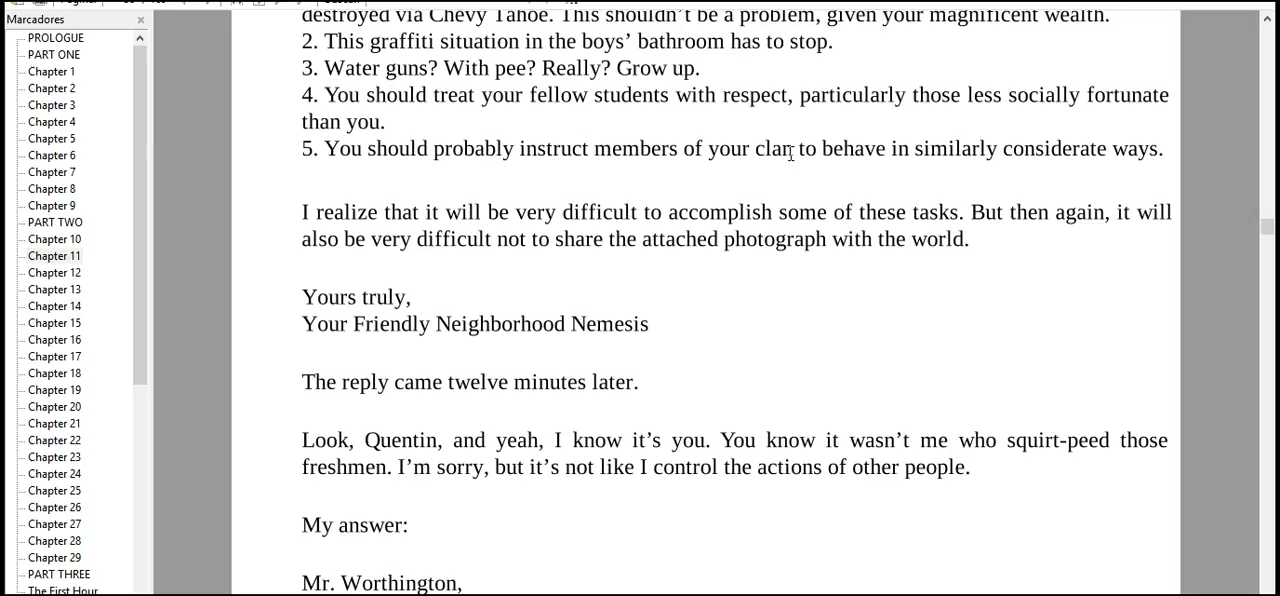 Marcadores
PROLOGUE
PART ONE
Chapter 1
Chapter 2
Chapter 3
Chapter 4
Chapter 5
Chapter 6
Chapter 7
Chapter 8
Chapter 9
PART TWO
Chapter 10
Chapter 11
Chapter 12
Chapter 13
Chapter 14
Chapter 15
Chapter 16
Chapter 17
Chapter 18
Chapter 19
Chapter 20
Chapter 21
Chapter 22
Chapter 23
Chapter 24
Chapter 25
Chapter 26
Chapter 27
Chapter 28
Chapter 29
PART THREE
The First Hour
destroyed via Chevy Tahoe. This shouldn’t be a problem, given your magnificent wealth.
2. This graffiti situation in the boys’ bathroom has to stop.
3. Water guns? With pee? Really? Grow up.
4. You should treat your fellow students with respect, particularly those less socially fortunate
than you.
5. You should probably instruct members of your clan to behave in similarly considerate ways.
I realize that it will be very difficult to accomplish some of these tasks. But then again, it will
also be very difficult not to share the attached photograph with the world.
Yours truly,
Your Friendly Neighborhood Nemesis
The reply came twelve minutes later.
Look, Quentin, and yeah, I know it’s you. You know it wasn’t me who squirt-peed those
freshmen. I’m sorry, but it’s not like I control the actions of other people.
My answer:
Mr. Worthington,